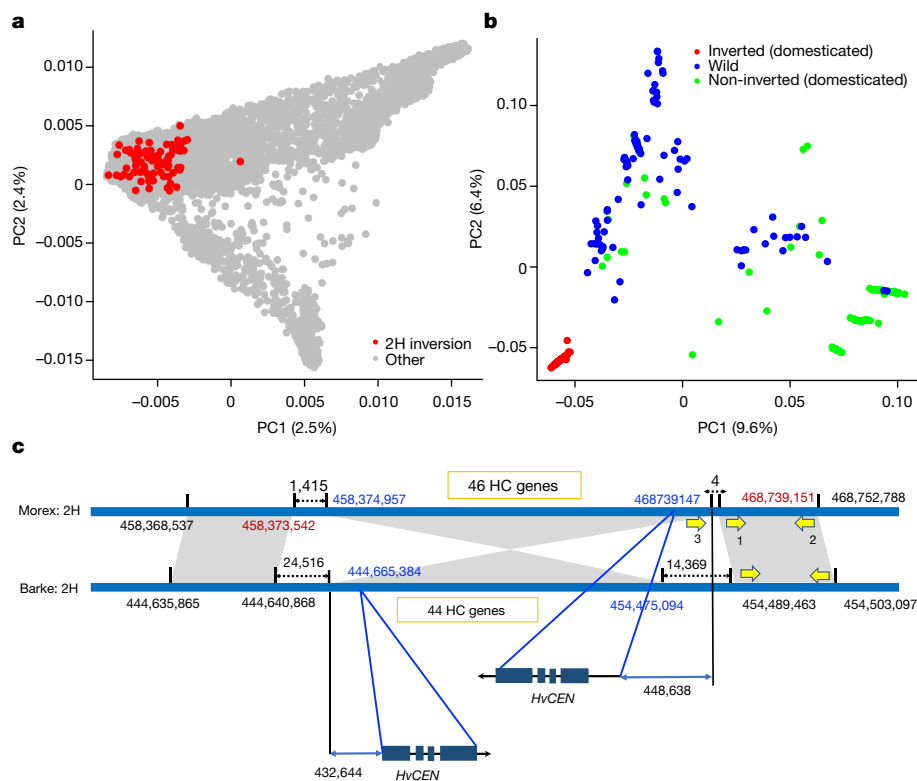 a
0.010
0.005
0
−0.005
−0.010
−0.015
PC2 (2.4%)
2H inversion
Other
−0.005
0
0.005
0.010
0.015
PC1 (2.5%)
b
Inverted (domesticated)
Wild
Non-inverted (domesticated)
0.10
0.05
0
−0.05
PC2 (6.4%)
−0.05
0
0.05
0.10
PC1 (9.6%)
c
1,415
458,374,957
46 HC genes
468739147
4
468,739,151
468,752,788
Morex: 2H
458,368,537
458,373,542
3
1
2
24,516
444,665,384
14,369
Barke: 2H
444,635,865
444,640,868
44 HC genes
454,475,094
454,489,463
454,503,097
HvCEN
448,638
432,644
HvCEN